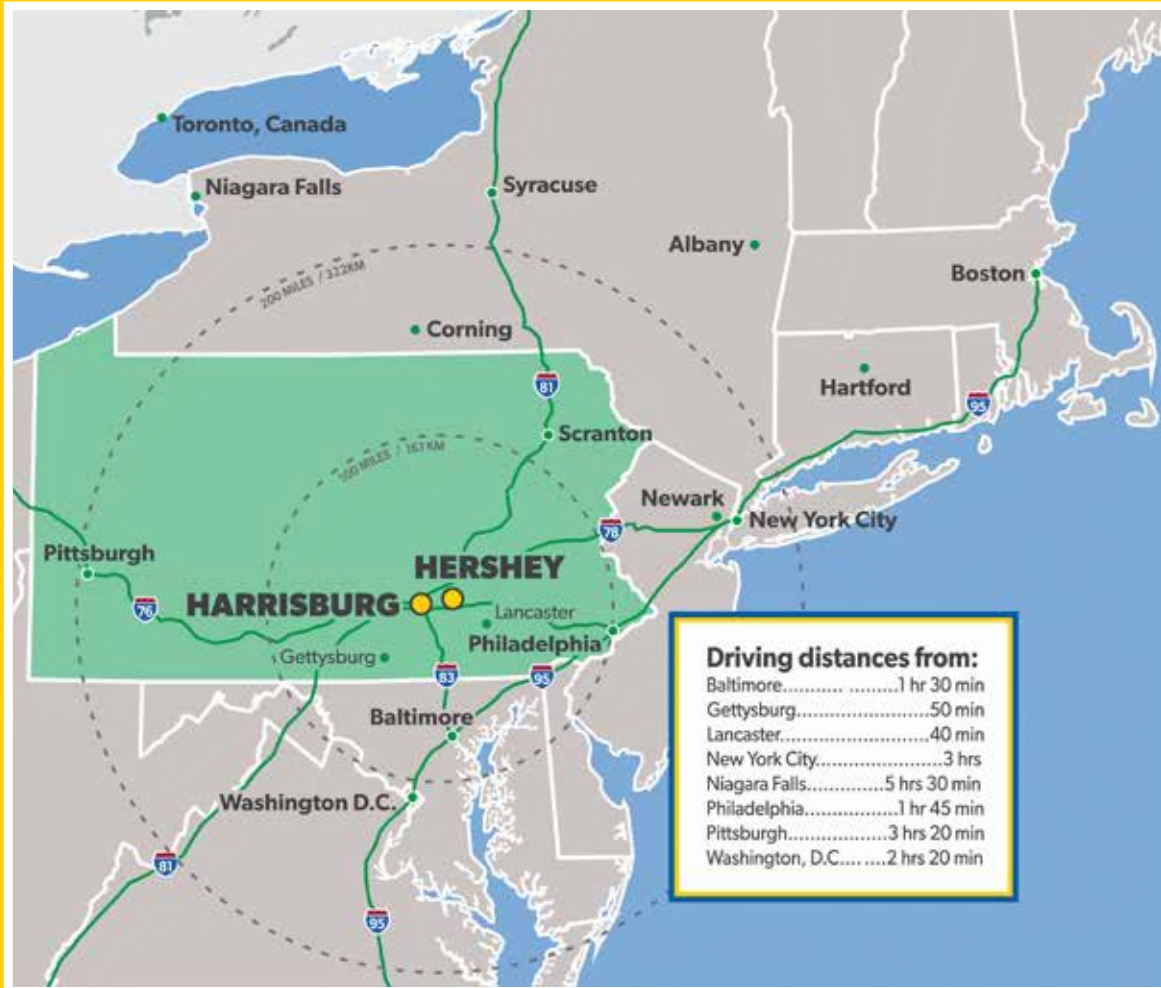 Toronto, Canada
Niagara Falls
Syracuse
Albany
Boston
200 MILES / 322KM
Corning
Hartford
81
95
Scranton
100 MILES / 161KM
Newark
New York City
78
Pittsburgh
HERSHEY
76
HARRISBURG
Lancaster
Philadelphia
Gettysburg
83
95
Baltimore
Washington D.C.
81
95
Driving distances from:
Baltimore........... .........1 hr 30 min
Gettysburg.......................50 min
Lancaster..........................40 min
New York City......................3 hrs
Niagara Falls.............5 hrs 30 min
Philadelphia................1 hr 45 min
Pittsburgh.................3 hrs 20 min
Washington, D.C..... .....2 hrs 20 min